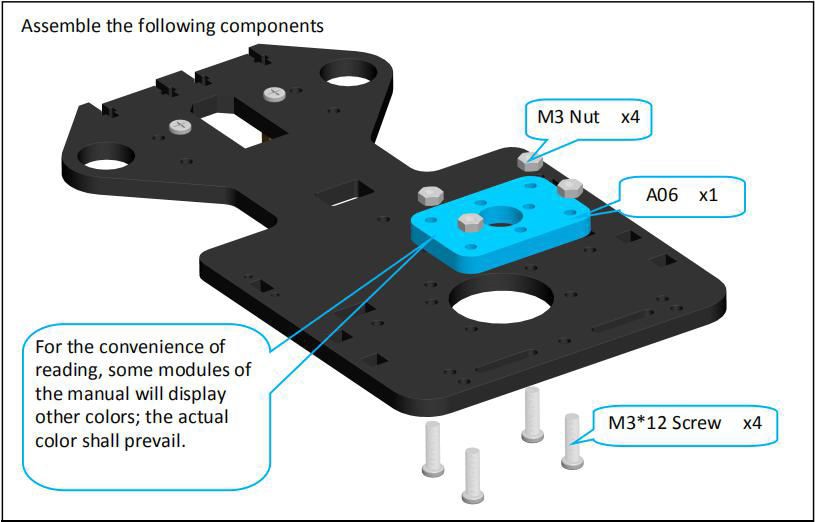 Assemble the following components
M3 Nut x4
A06 x1
For the convenience of
reading, some modules of
the manual will display
other colors; the actual
color shall prevail.
M3*12 Screw x4